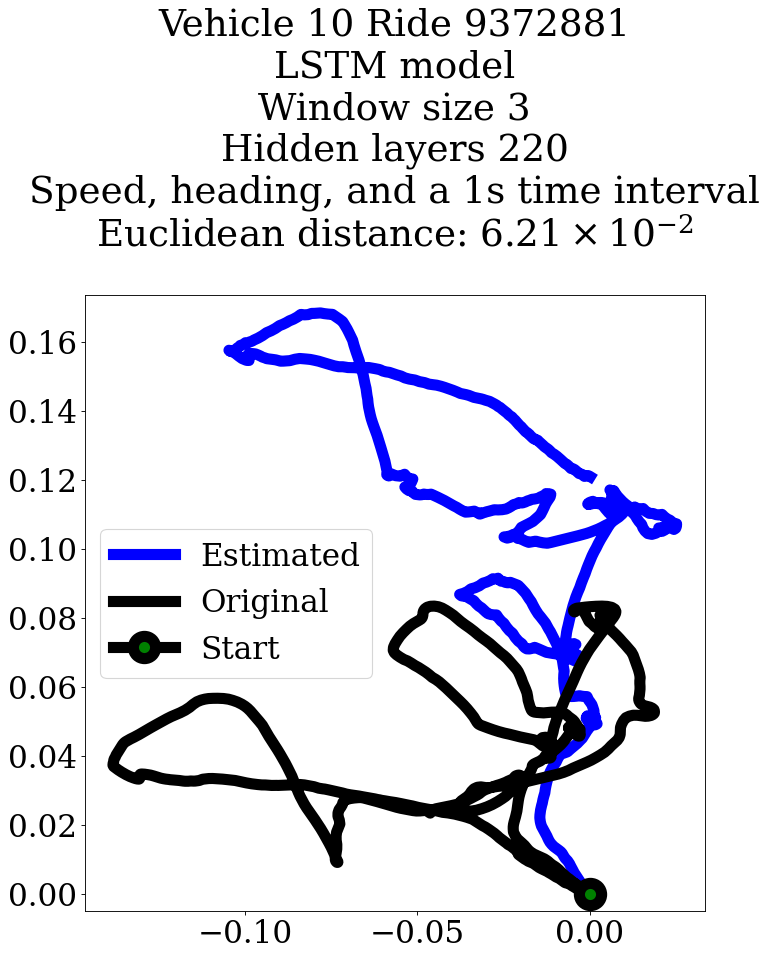 Vehicle 10 Ride 9372881
LSTM model
Window size 3
Hidden layers 220
Speed, heading, and a 1s time interval
Euclidean distance: 6.21 × 10⁻²
0.16
0.14
0.12
0.10
0.08
0.06
0.04
0.02
0.00
Estimated
Original
Start
−0.10 −0.05 0.00